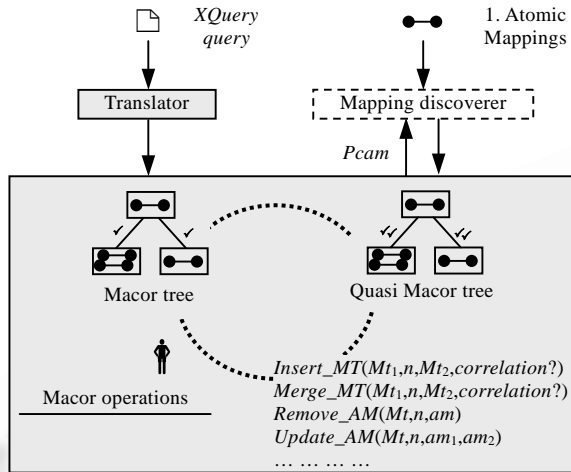 XQuery
query
1. Atomic
Mappings
Translator
Mapping discoverer
Pcam
Macor tree
Quasi Macor tree
Macor operations
Insert_MT(Mt1,n,Mt2,correlation?)
Merge_MT(Mt1,n,Mt2,correlation?)
Remove_AM(Mt,n,am)
Update_AM(Mt,n,am1,am2)
… … … …